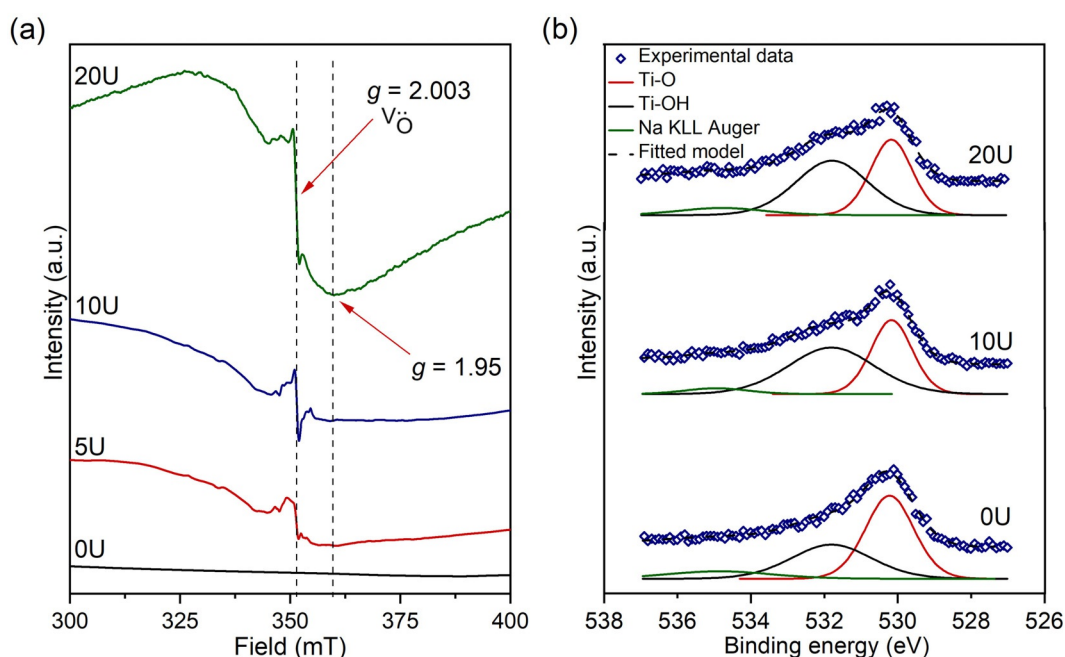 (a)
20U
g = 2.003
VÖ
10U
g = 1.95
5U
0U
Intensity (a.u.)
300
325
350
375
400
Field (mT)
(b)
Experimental data
Ti-O
Ti-OH
Na KLL Auger
Fitted model
20U
10U
0U
Intensity (a.u.)
538
536
534
532
530
528
526
Binding energy (eV)